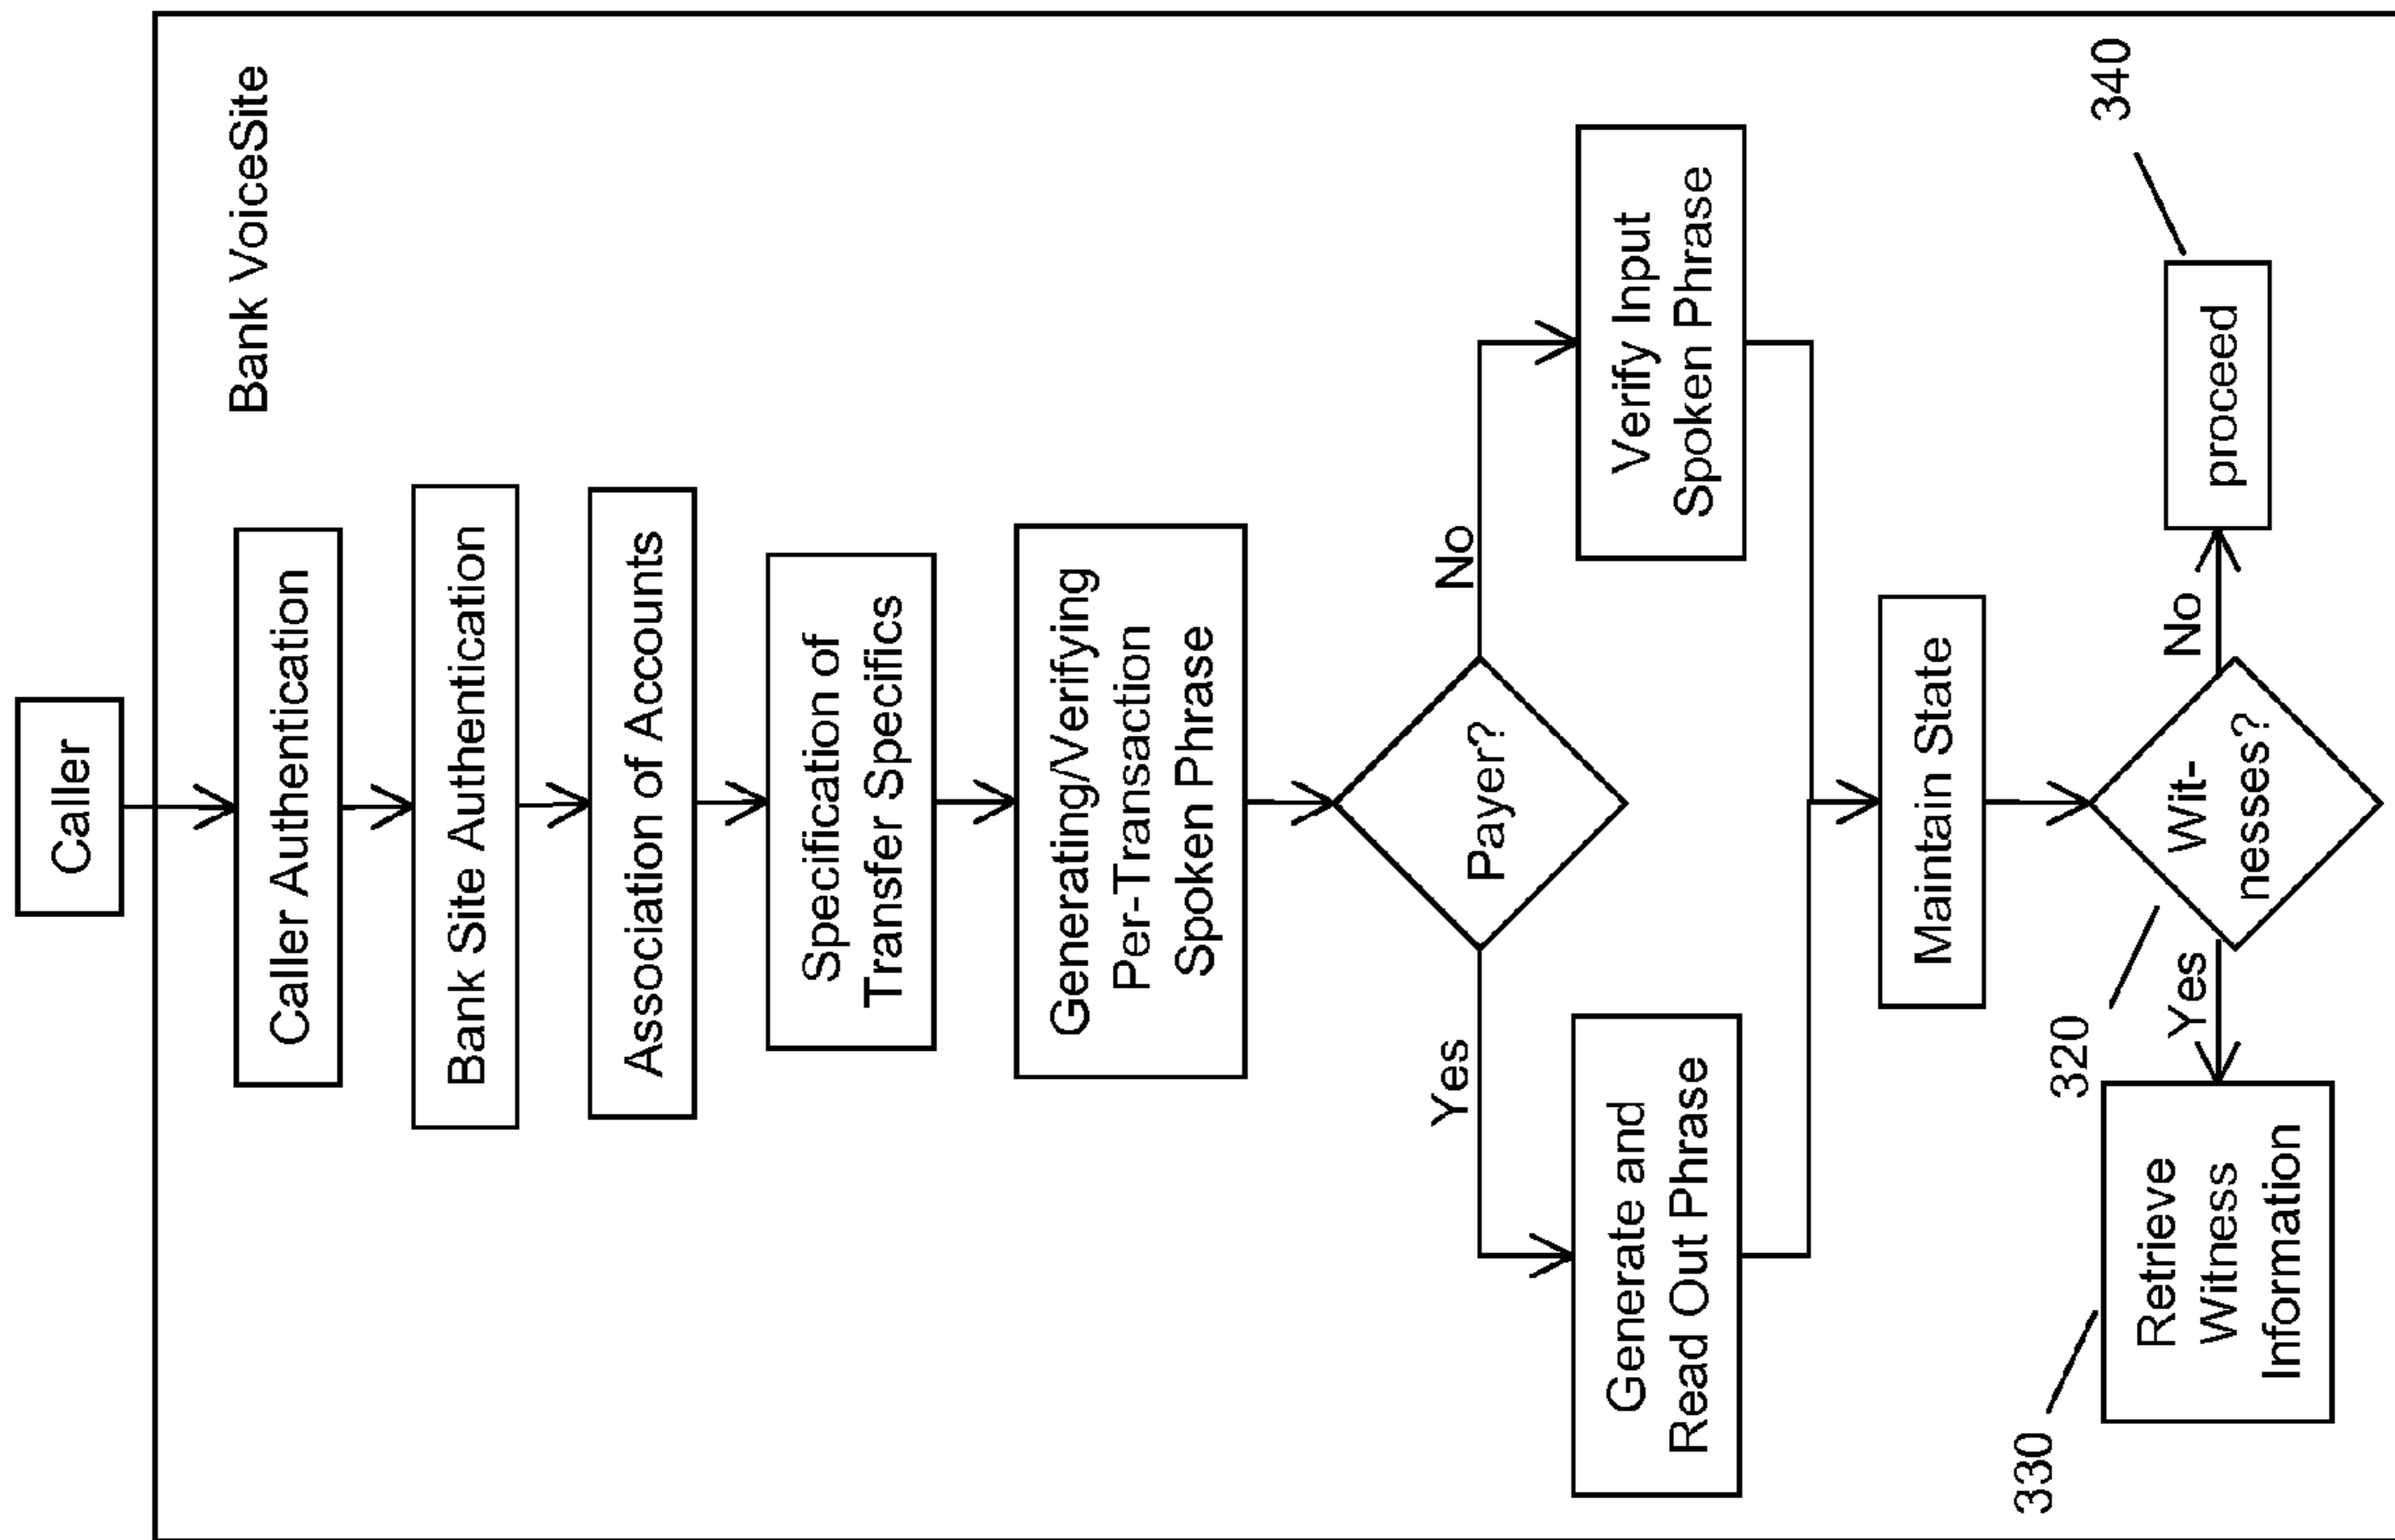 Caller
Bank VoiceSite
Caller Authentication
Bank Site Authentication
Association of Accounts
Specification of
Transfer Specifics
Generating/Verifying
Per-Transaction
Spoken Phrase
Payer?
Yes
No
Generate and
Read Out Phrase
Verify Input
Spoken Phrase
Maintain State
320
Wit-
nesses?
Yes
No
330
Retrieve
Witness
Information
340
proceed